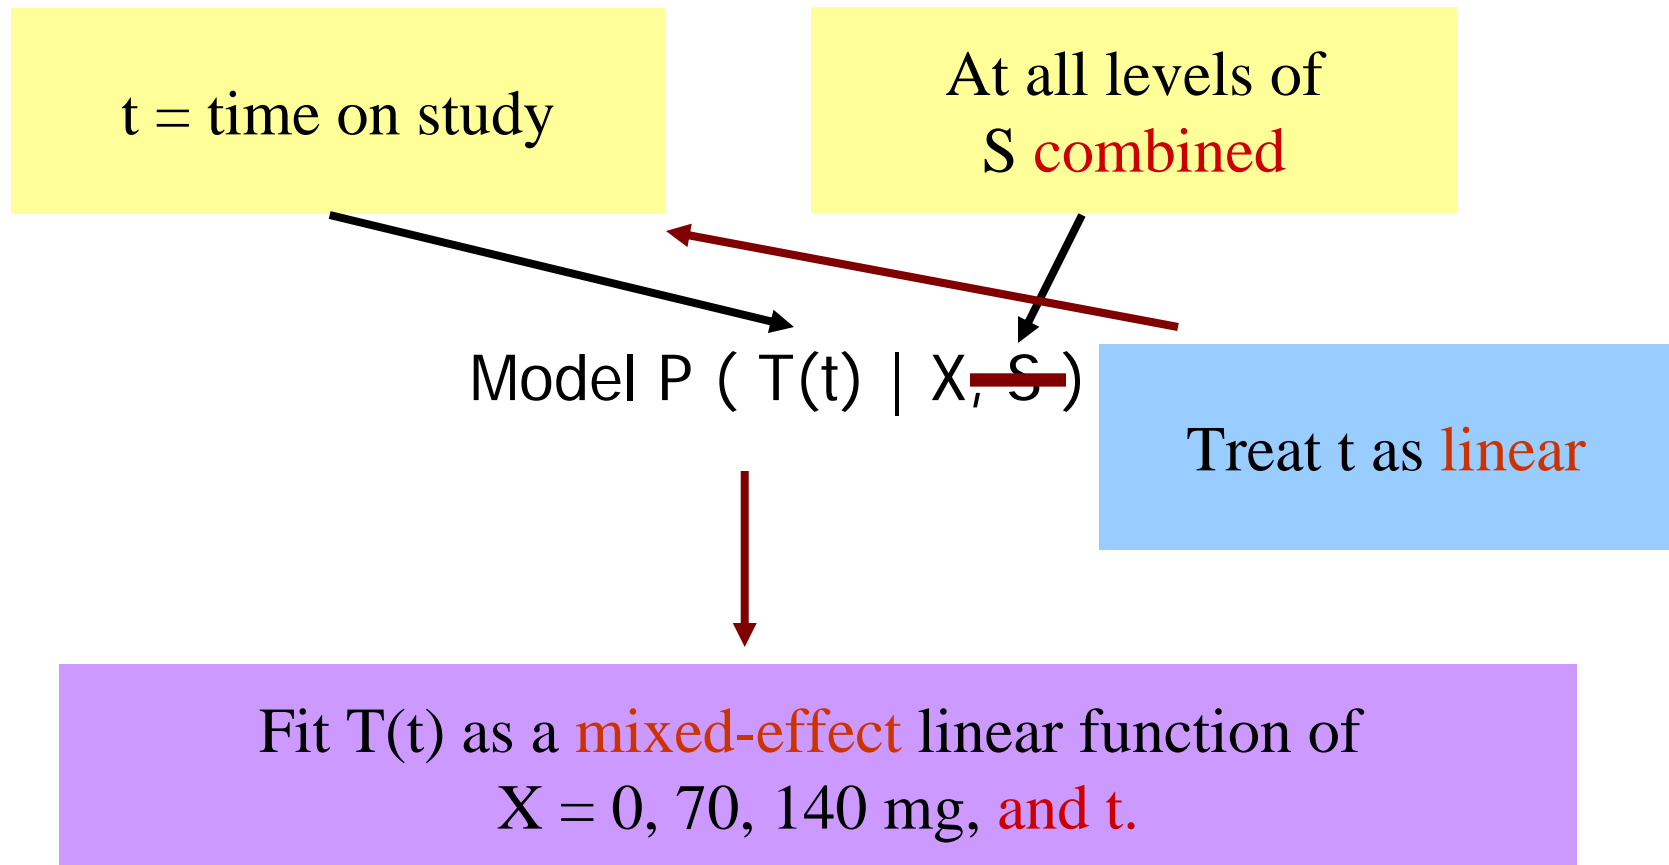 t = time on study
At all levels of
S combined
Model P ( T(t) | X, S )
Treat t as linear
Fit T(t) as a mixed-effect linear function of
X = 0, 70, 140 mg, and t.